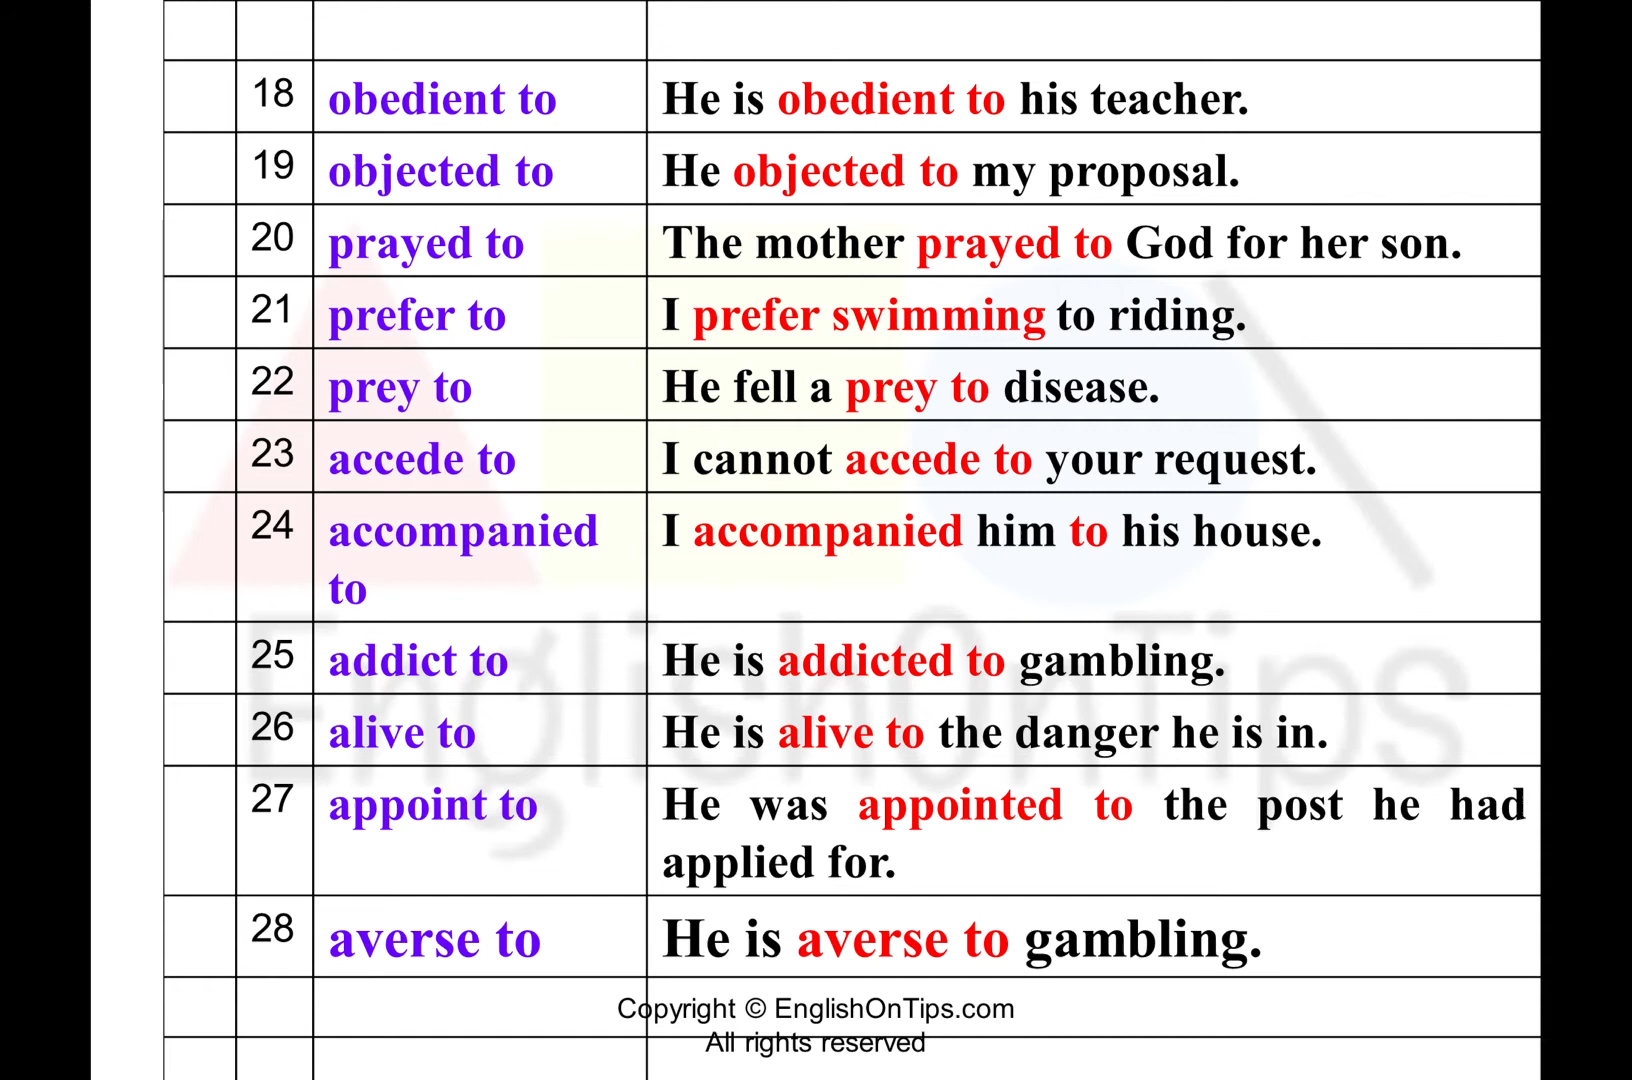 18 obedient to He is obedient to his teacher.
19 objected to He objected to my proposal.
20 prayed to The mother prayed to God for her son.
21 prefer to I prefer swimming to riding.
22 prey to He fell a prey to disease.
23 accede to I cannot accede to your request.
24 accompanied I accompanied him to his house.
to
25 addict to He is addicted to gambling.
26 alive to He is alive to the danger he is in.
27 appoint to He was appointed to the post he had
applied for.
28 averse to He is averse to gambling.
EnglishOnTips
Copyright © EnglishOnTips.com
All rights reserved